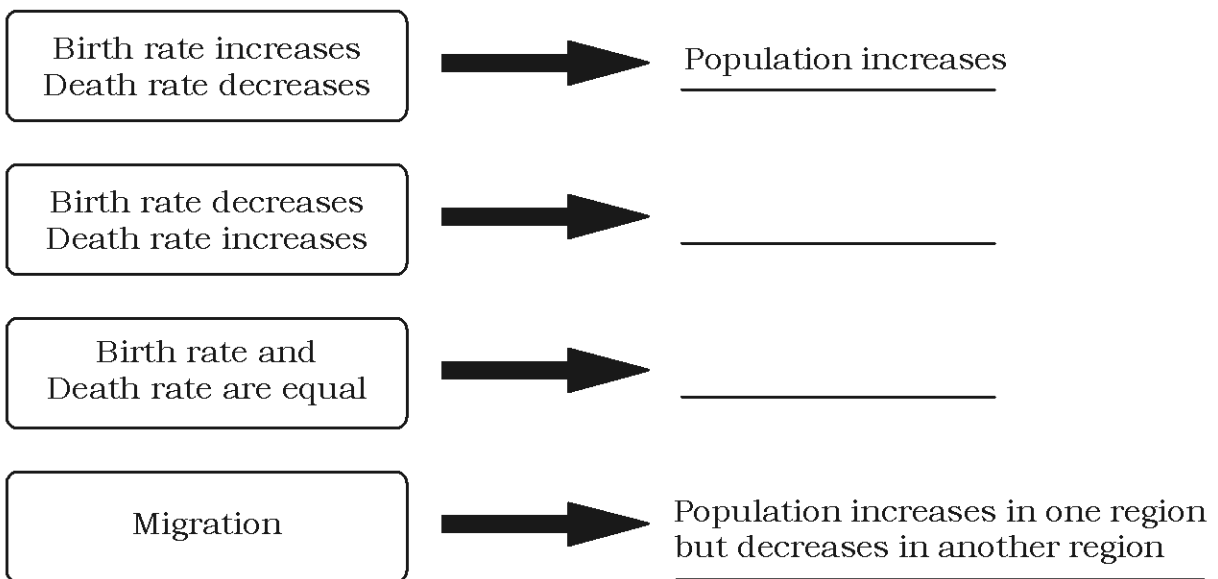 Birth rate increases
Death rate decreases
Population increases
Birth rate decreases
Death rate increases
Birth rate and
Death rate are equal
Migration
Population increases in one region
but decreases in another region